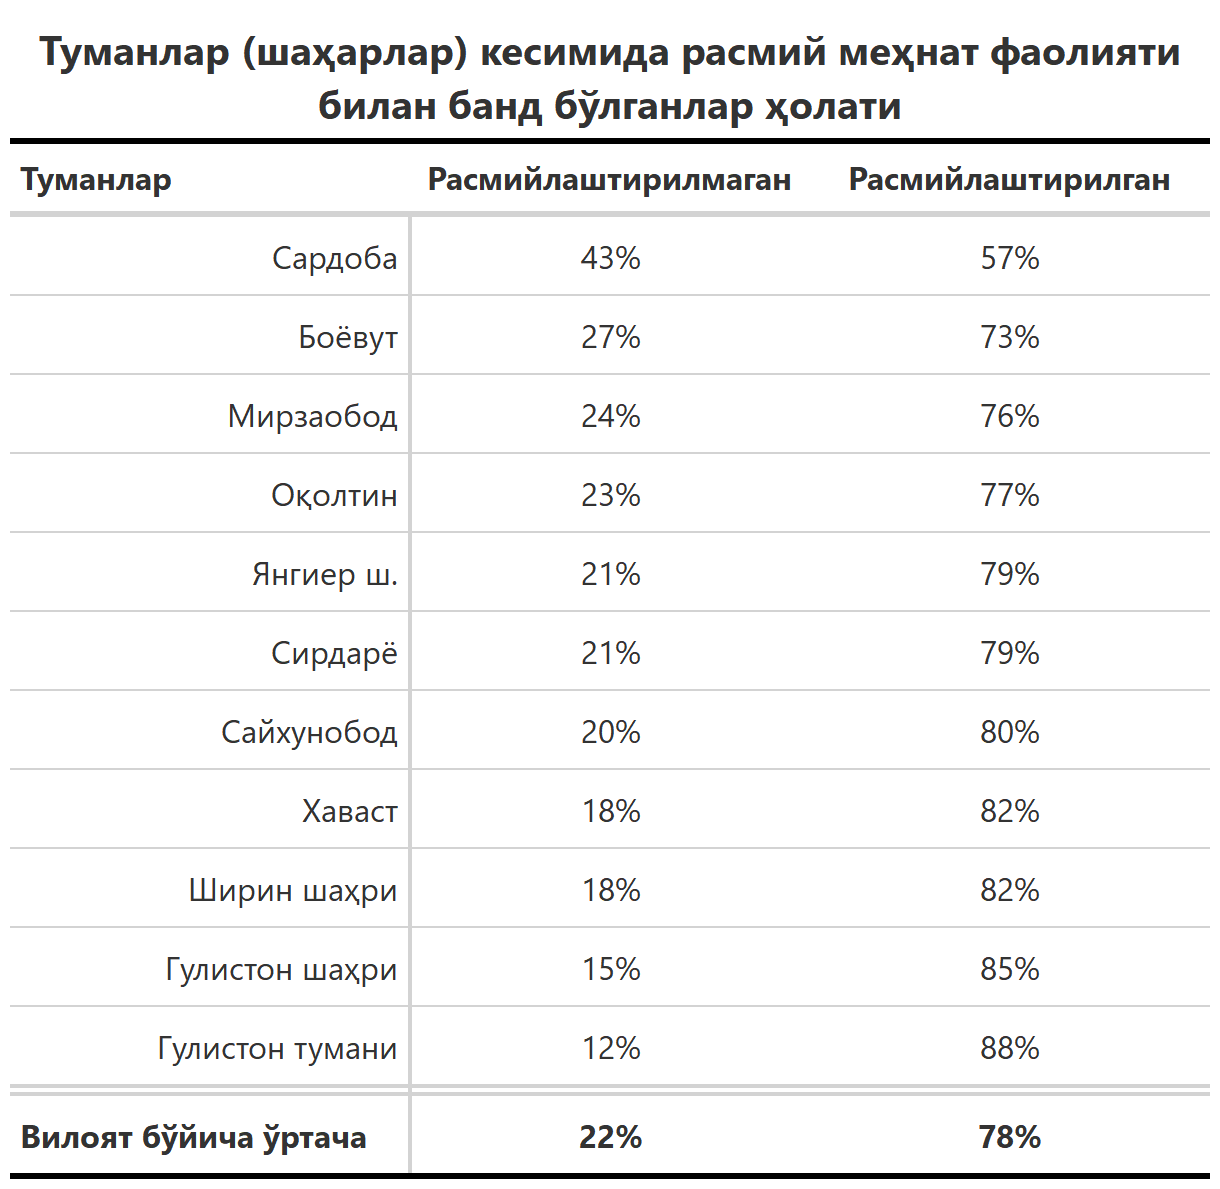 Туманлар (шаҳарлар) кесимида расмий меҳнат фаолияти
билан банд бўлганлар ҳолати
Туманлар Расмийлаштирилмаган Расмийлаштирилган
Сардоба 43% 57%
Боёвут 27% 73%
Мирзаобод 24% 76%
Оқолтин 23% 77%
Янгиер ш. 21% 79%
Сирдарё 21% 79%
Сайхунобод 20% 80%
Хаваст 18% 82%
Ширин шаҳри 18% 82%
Гулистон шаҳри 15% 85%
Гулистон тумани 12% 88%
Вилоят бўйича ўртача 22% 78%